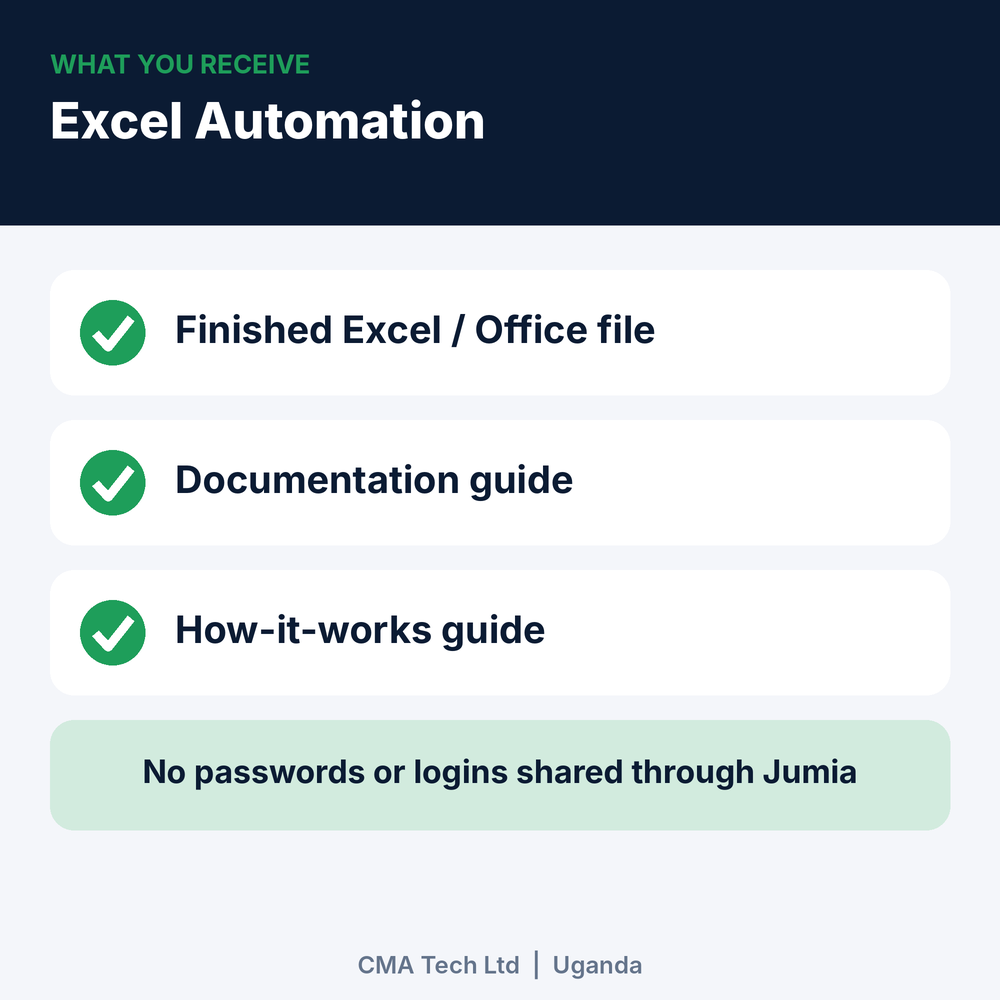 WHAT YOU RECEIVE
Excel Automation
Finished Excel / Office file
Documentation guide
How-it-works guide
No passwords or logins shared through Jumia
CMA Tech Ltd | Uganda